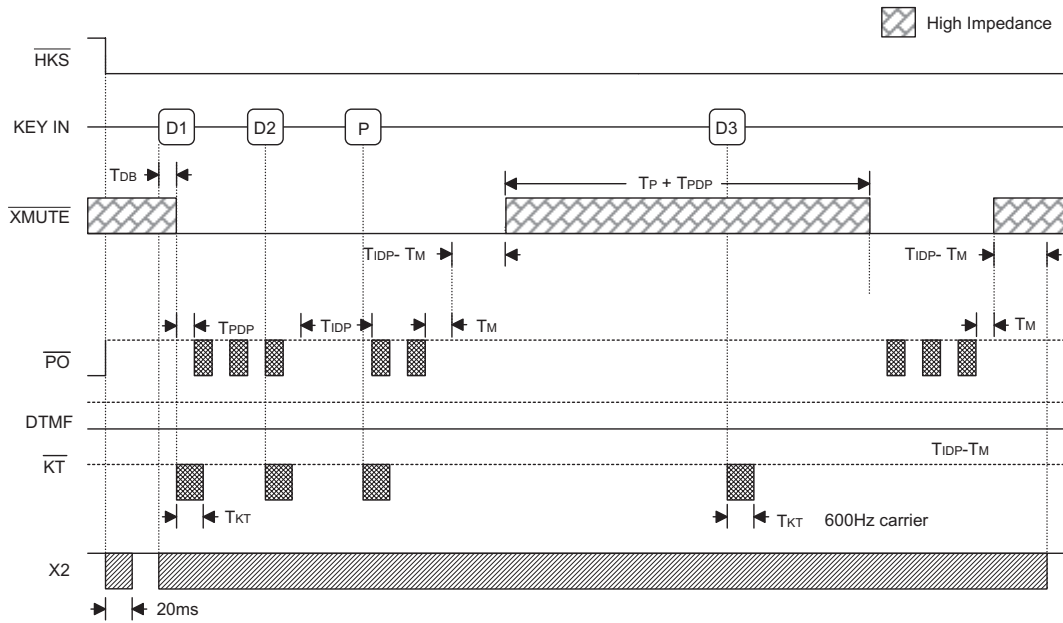 High Impedance
HKS
KEY IN
D1
D2
P
D3
TDB
TP + TPDP
XMUTE
TIDP- TM
TIDP- TM
TPDP
TIDP
TM
TM
PO
DTMF
TIDP-TM
KT
TKT
TKT 600Hz carrier
X2
20ms